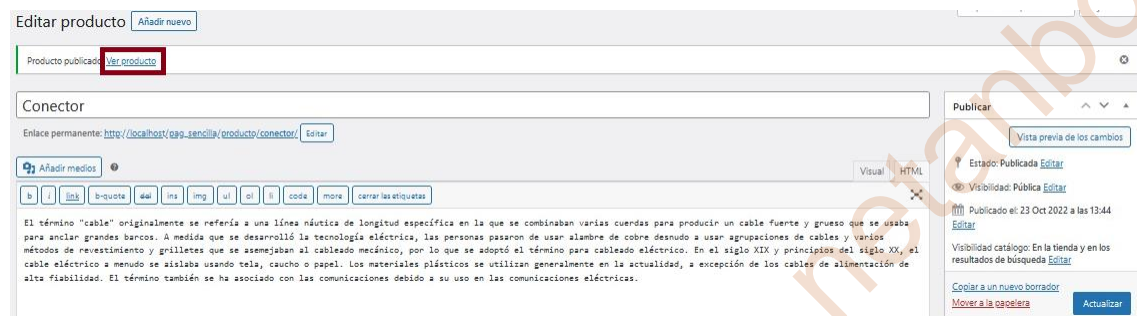 Editar producto Añadir nuevo
Producto publicado. Ver producto
Conector
Enlace permanente: http://localhost/pag_sencilla/producto/conector/ Editar
Añadir medios
Visual HTML
b i link b-quote del ins img ul ol li code more cerrar las etiquetas
El término "cable" originalmente se refería a una línea náutica de longitud específica en la que se combinaban varias cuerdas para producir un cable fuerte y grueso que se usaba
para anclar grandes barcos. A medida que se desarrolló la tecnología eléctrica, las personas pasaron de usar alambre de cobre desnudo a usar agrupaciones de cables y varios
métodos de revestimiento y grilletes que se asemejaban al cableado mecánico, por lo que se adoptó el término para cableado eléctrico. En el siglo XIX y principios del siglo XX, el
cable eléctrico a menudo se aislaba usando tela, caucho o papel. Los materiales plásticos se utilizan generalmente en la actualidad, a excepción de los cables de alimentación de
alta fiabilidad. El término también se ha asociado con las comunicaciones debido a su uso en las comunicaciones eléctricas.
Publicar
Vista previa de los cambios
Estado: Publicada Editar
Visibilidad: Pública Editar
Publicado el: 23 Oct 2022 a las 13:44
Editar
Visibilidad catálogo: En la tienda y en los
resultados de búsqueda Editar
Copiar a un nuevo borrador
Mover a la papelera
Actualizar
netanbo